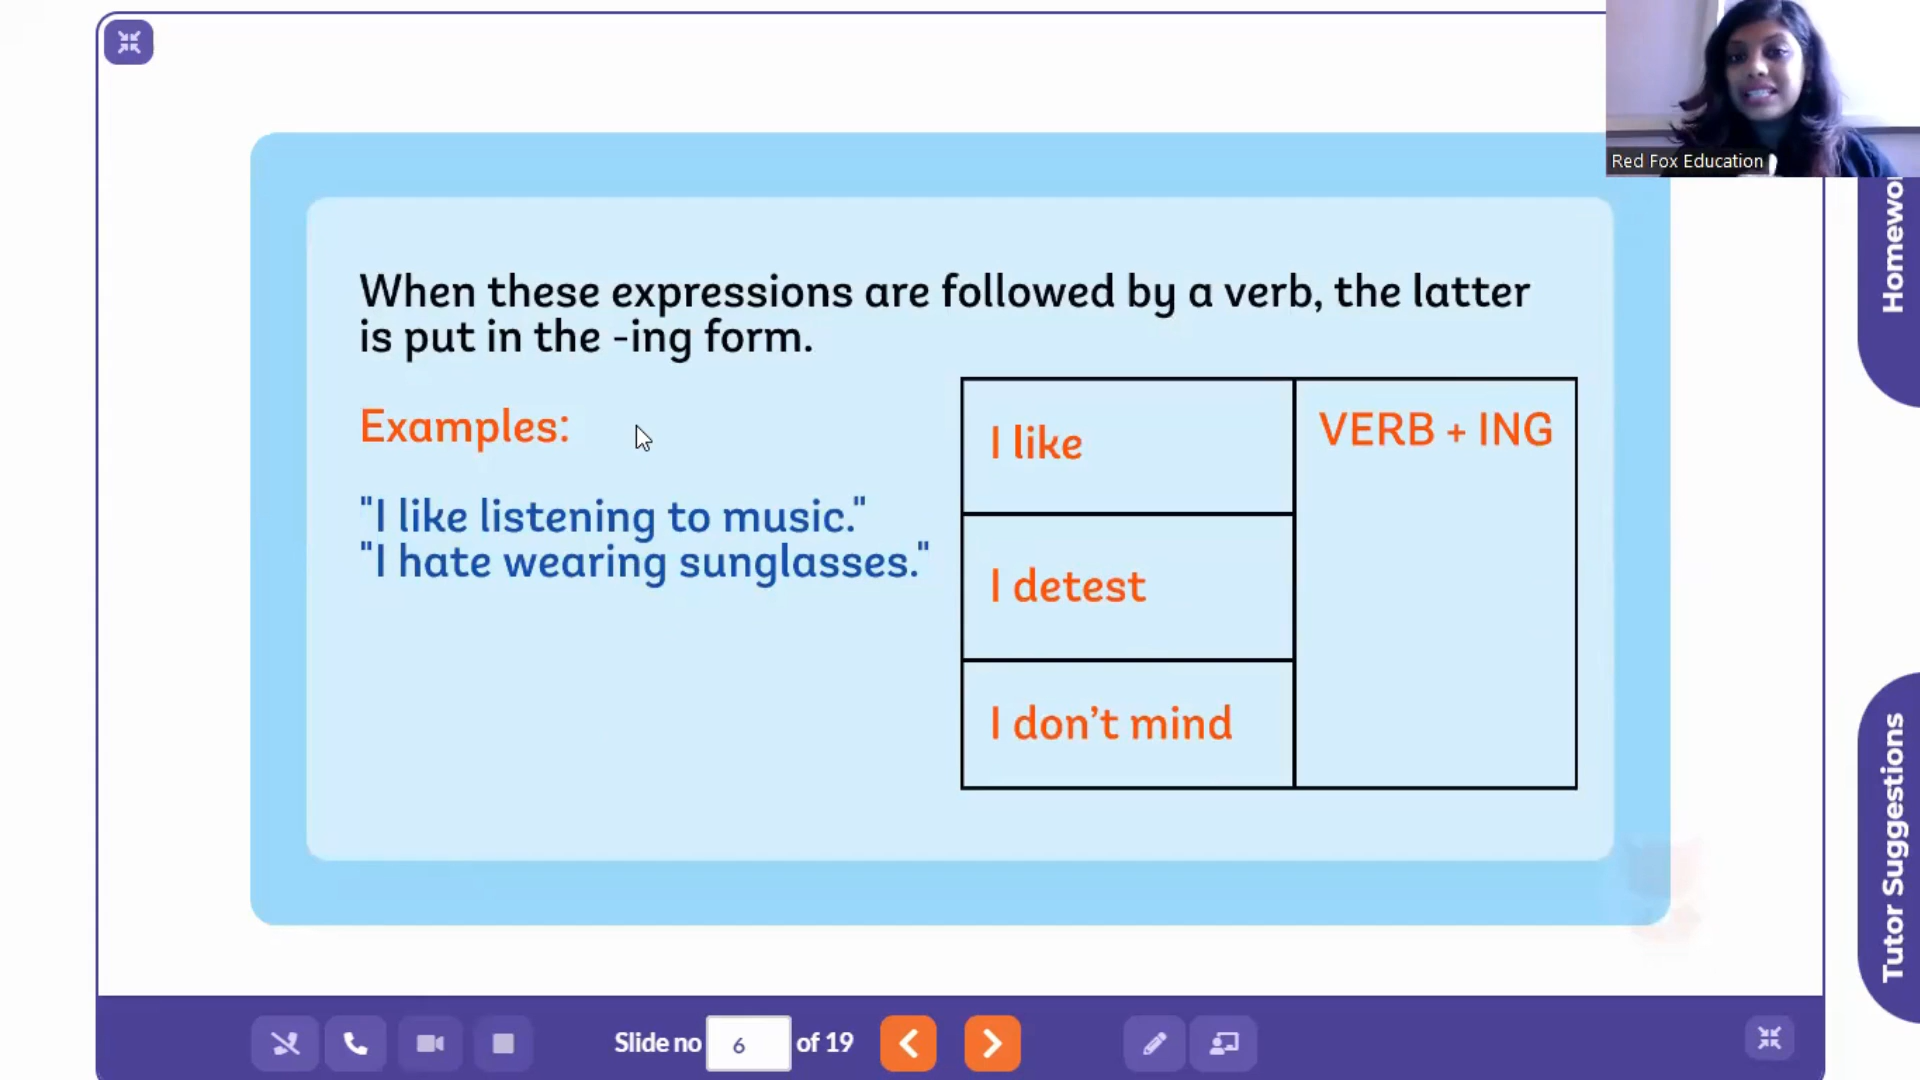 Red Fox Education
When these expressions are followed by a verb, the latter
is put in the -ing form.
Examples:
"I like listening to music."
"I hate wearing sunglasses."
I like
VERB + ING
I detest
I don’t mind
Tutor Suggestions
Slide no 6 of 19